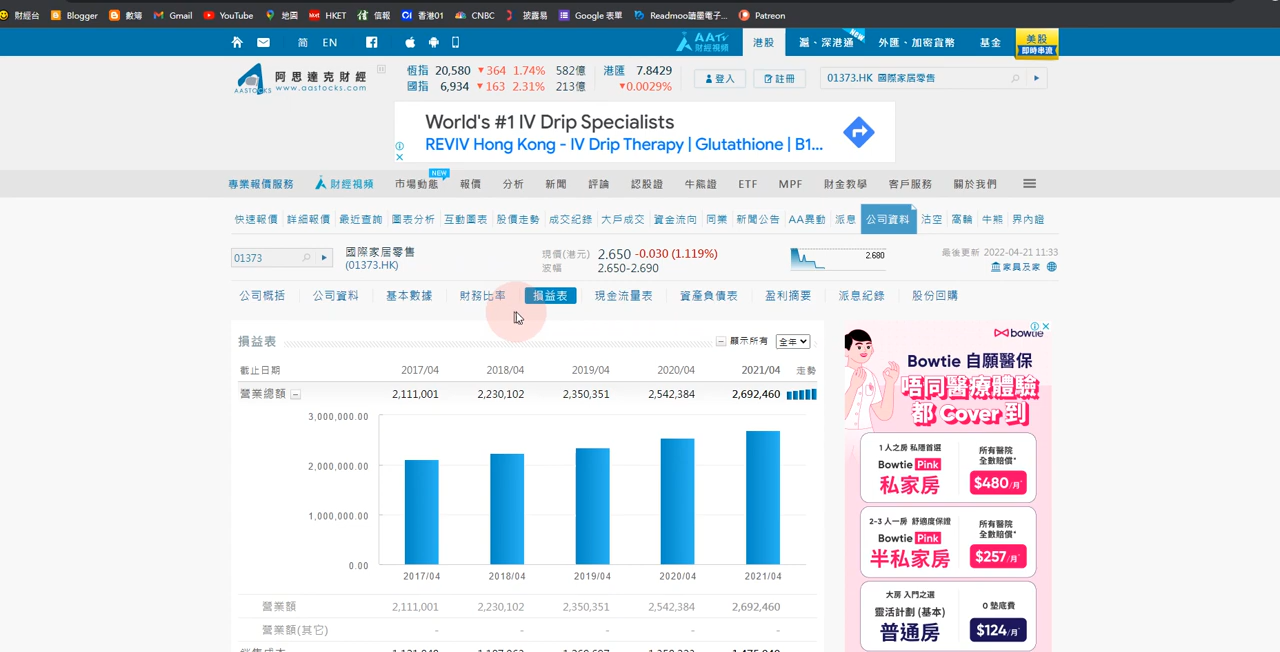 財經台 Blogger 數簿 Gmail YouTube 地圖 HKET 信報 香港01 CNBC 披露易 Google 表單 Readmoo讀墨電子... Patreon
简 EN AATV 財經視頻 港股 滬、深港通 NEW 外匯、加密貨幣 基金 美股 即時串流
AASTOCKS 阿思達克財經 www.aastocks.com
恆指 20,580 ▼364 1.74% 582億 港匯 7.8429
國指 6,934 ▼163 2.31% 213億 ▼0.0029%
登入 註冊 01373.HK 國際家居零售
World's #1 IV Drip Specialists
REVIV Hong Kong - IV Drip Therapy | Glutathione | B1...
專業報價服務 財經視頻 市場動態 NEW 報價 分析 新聞 評論 認股證 牛熊證 ETF MPF 財金教學 客戶服務 關於我們
快速報價 詳細報價 最近查詢 圖表分析 互動圖表 股價走勢 成交紀錄 大戶成交 資金流向 同業 新聞公告 AA異動 派息 公司資料 沽空 窩輪 牛熊 界內證
01373 國際家居零售 (01373.HK)
現價(港元) 2.650 -0.030 (1.119%)
波幅 2.650-2.690
2.680
最後更新 2022-04-21 11:33
家具及家
公司概括 公司資料 基本數據 財務比率 損益表 現金流量表 資產負債表 盈利摘要 派息紀錄 股份回購
損益表 顯示所有 全年
截止日期 2017/04 2018/04 2019/04 2020/04 2021/04 走勢
營業總額 2,111,001 2,230,102 2,350,351 2,542,384 2,692,460
3,000,000.00
2,000,000.00
1,000,000.00
0.00
2017/04 2018/04 2019/04 2020/04 2021/04
營業額 2,111,001 2,230,102 2,350,351 2,542,384 2,692,460
營業額(其它) - - - - -
bowtie
Bowtie 自願醫保
唔同醫療體驗
都 Cover 到
1 人之房 私隱首選
Bowtie Pink
私家房
所有醫院
全數賠償*
$480/月*
2-3 人一房 舒適度保證
Bowtie Pink
半私家房
所有醫院
全數賠償*
$257/月*
大房 入門之選
靈活計劃 (基本)
普通房
0 墊底費
$124/月*